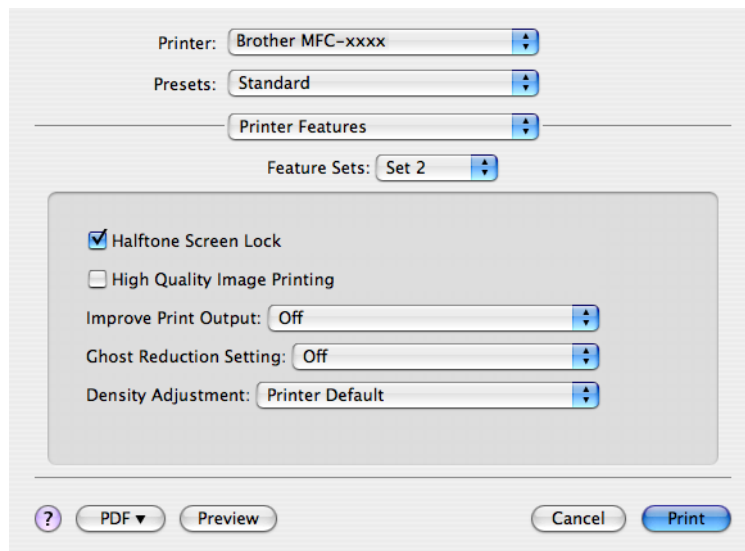 Printer: Brother MFC-xxxx
Presets: Standard
Printer Features
Feature Sets: Set 2
Halftone Screen Lock
High Quality Image Printing
Improve Print Output: Off
Ghost Reduction Setting: Off
Density Adjustment: Printer Default
? PDF ▼ Preview Cancel Print